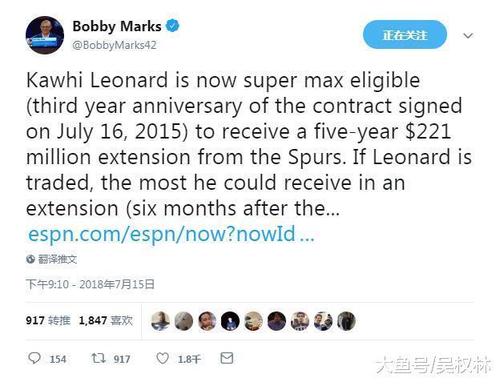 Bobby Marks
@BobbyMarks42
正在关注
Kawhi Leonard is now super max eligible
(third year anniversary of the contract signed
on July 16, 2015) to receive a five-year $221
million extension from the Spurs. If Leonard is
traded, the most he could receive in an
extension (six months after the...
espn.com/espn/now?nowId ...
翻译推文
下午9:10 - 2018年7月15日
917 转推 1,847 喜欢
154 917 1.8千
大鱼号/吴权林